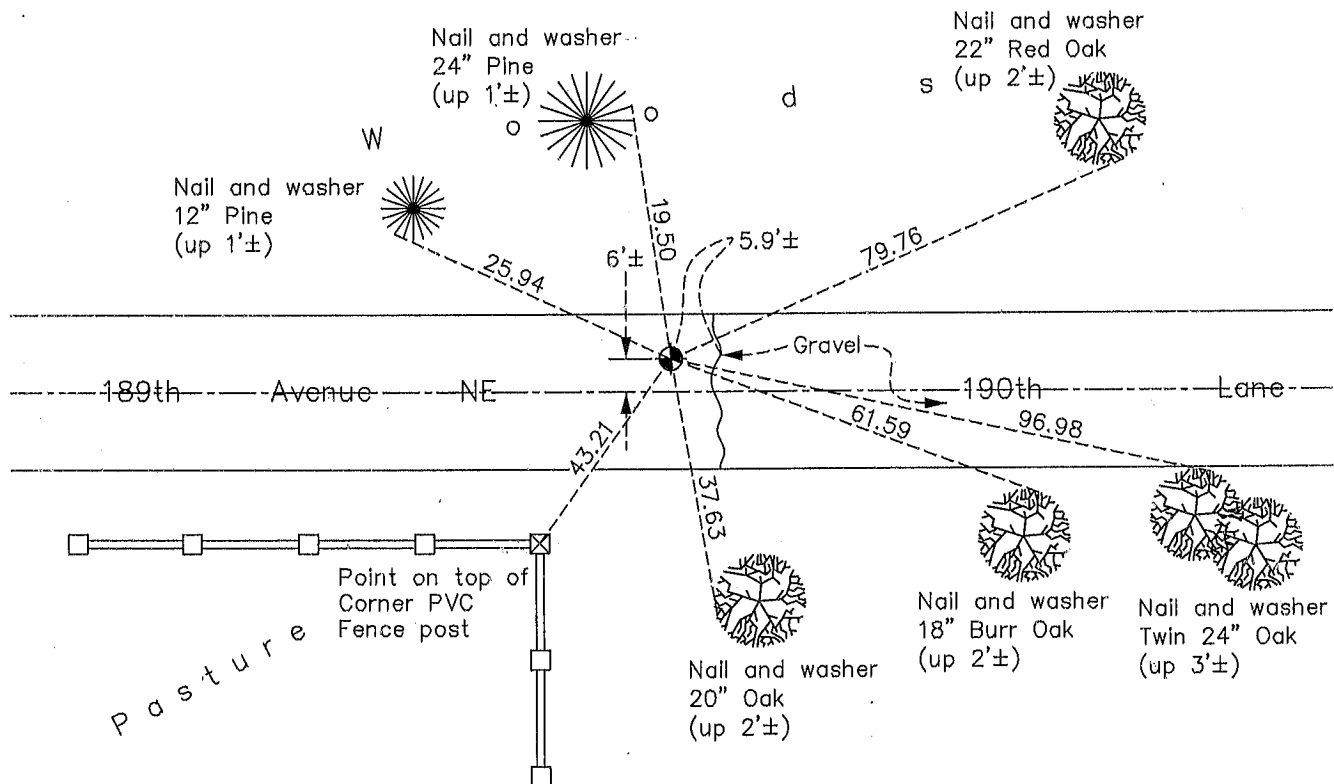 Nail and washer
24" Pine
(up 1'±)
Nail and washer
22" Red Oak
(up 2'±)
W o o d s
Nail and washer
12" Pine
(up 1'±)
25.94
19.50
6'±
5.9'±
79.76
Gravel
189th Avenue NE
190th Lane
61.59
96.98
43.21
37.63
Point on top of
Corner PVC
Fence post
Pasture
Nail and washer
20" Oak
(up 2'±)
Nail and washer
18" Burr Oak
(up 2'±)
Nail and washer
Twin 24" Oak
(up 3'±)